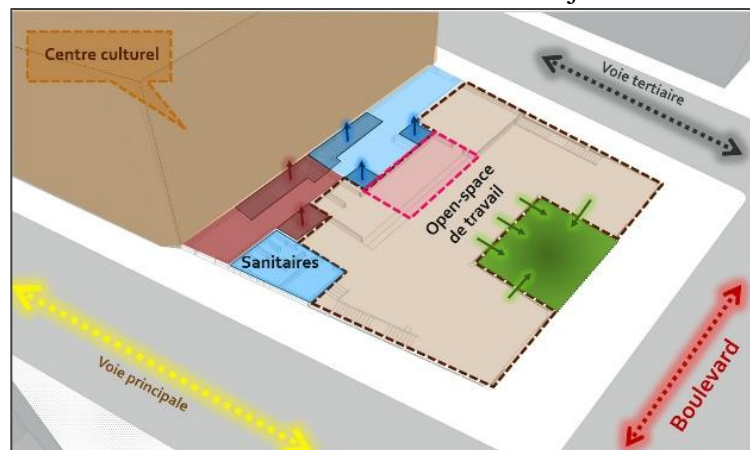 Centre culturel
Voie tertiaire
Open-space
de travail
Sanitaires
Voie principale
Boulevard